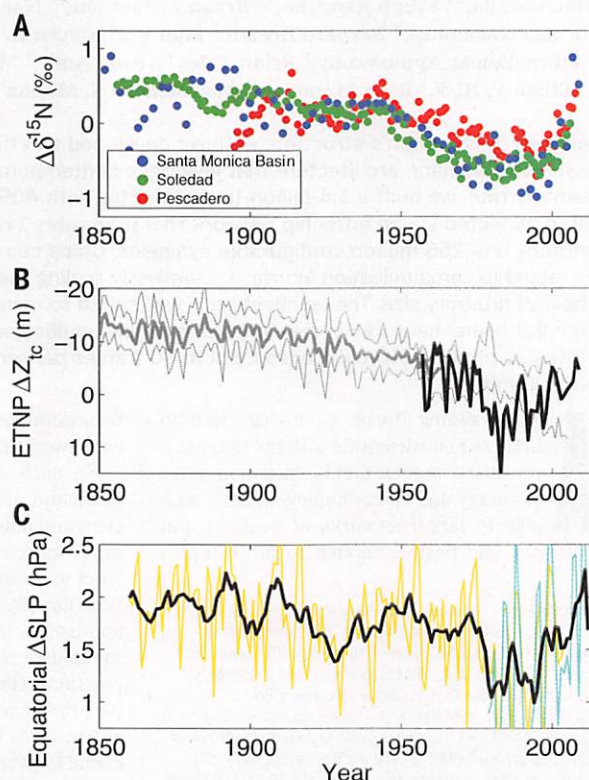 A
Δδ¹⁵N (‰)
1
0
−1
Santa Monica Basin
Soledad
Pescadero
1850 1900 1950 2000
B
ETNP ΔZtc (m)
−20
−10
0
10
1850 1900 1950 2000
C
Equatorial ΔSLP (hPa)
2.5
2
1.5
1
1850 1900 1950 2000
Year